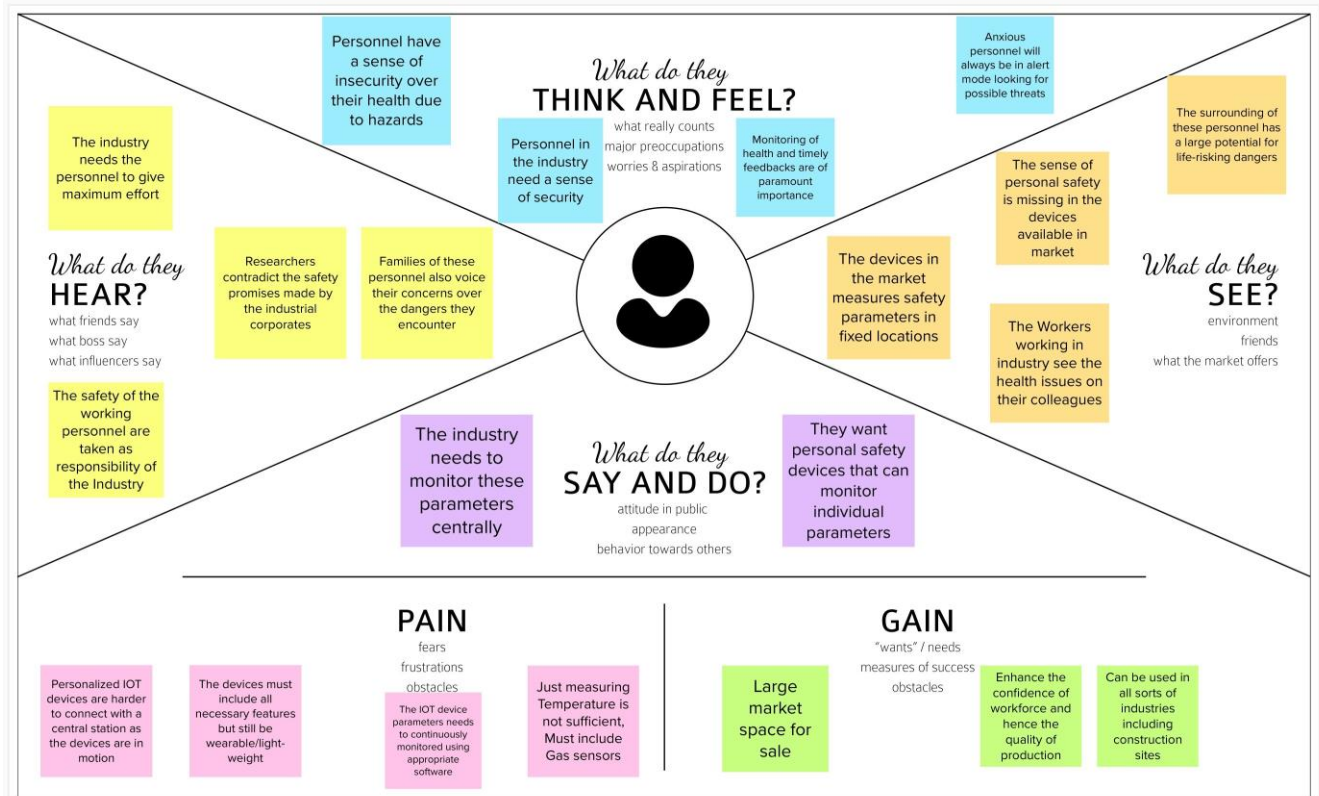 Personnel have
a sense of
insecurity over
their health due
to hazards
What do they
THINK AND FEEL?
what really counts
major preoccupations
worries & aspirations
Personnel in
the industry
need a sense
of security
Monitoring of
health and timely
feedbacks are of
paramount
importance
Anxious
personnel will
always be in alert
mode looking for
possible threats
The industry
needs the
personnel to give
maximum effort
What do they
HEAR?
what friends say
what boss say
what influencers say
Researchers
contradict the safety
promises made by
the industrial
corporates
Families of these
personnel also voice
their concerns over
the dangers they
encounter
The safety of the
working
personnel are
taken as
responsibility of
the Industry
The surrounding of
these personnel has
a large potential for
life-risking dangers
The sense of
personal safety
is missing in the
devices
available in
market
The devices in
the market
measures safety
parameters in
fixed locations
What do they
SEE?
environment
friends
what the market offers
The Workers
working in
industry see the
health issues on
their colleagues
The industry
needs to
monitor these
parameters
centrally
What do they
SAY AND DO?
attitude in public
appearance
behavior towards others
They want
personal safety
devices that can
monitor
individual
parameters
PAIN
fears
frustrations
obstacles
Personalized IOT
devices are harder
to connect with a
central station as
the devices are in
motion
The devices must
include all
necessary features
but still be
wearable/light-
weight
The IOT device
parameters needs
to continuously
monitored using
appropriate
software
Just measuring
Temperature is
not sufficient,
Must include
Gas sensors
GAIN
"wants" / needs
measures of success
obstacles
Large
market
space for
sale
Enhance the
confidence of
workforce and
hence the
quality of
production
Can be used in
all sorts of
industries
including
construction
sites